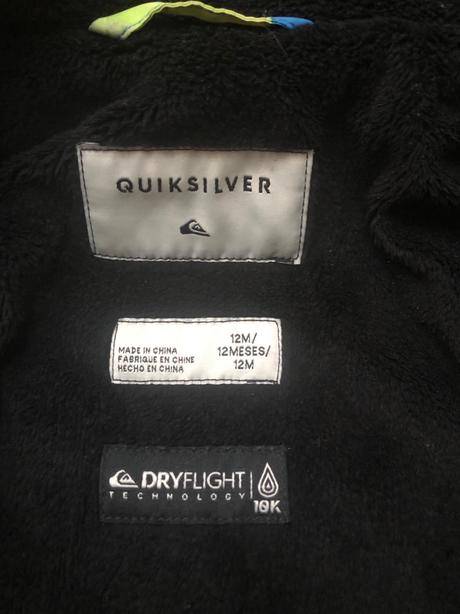 QUIKSILVER
MADE IN CHINA
FABRIQUE EN CHINE
HECHO EN CHINA
12M/
12MESES/
12M
DRYFLIGHT
TECHNOLOGY
10K